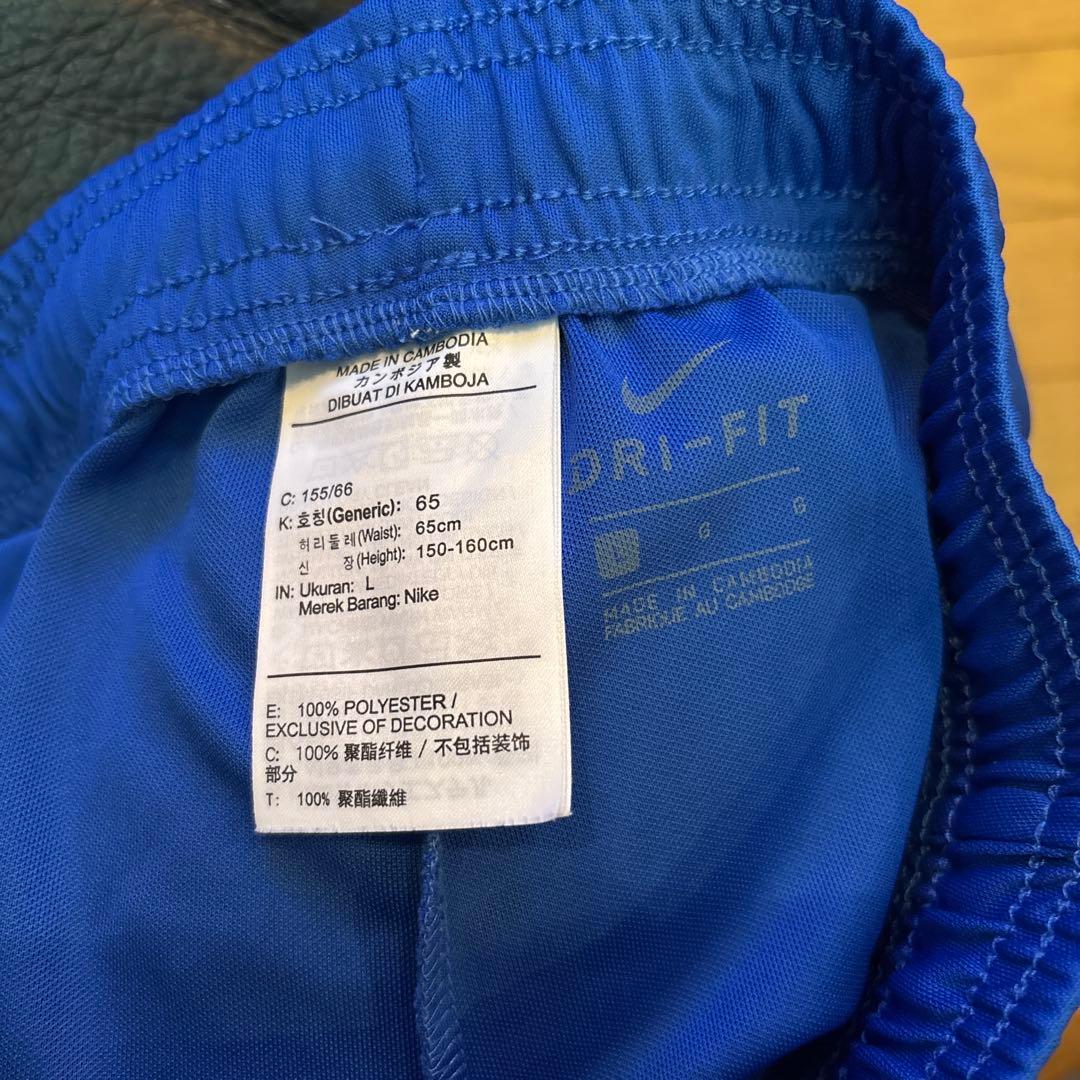 MADE IN CAMBODIA
カンボジア製
DIBUAT DI KAMBOJA
C: 155/66
K: 호칭(Generic): 65
허리둘레(Waist): 65cm
신 장(Height): 150-160cm
IN: Ukuran: L
Merek Barang: Nike
E: 100% POLYESTER /
EXCLUSIVE OF DECORATION
C: 100% 聚酯纤维 / 不包括装饰
部分
T: 100% 聚酯纖維
DRI-FIT
L G G
MADE IN CAMBODIA
FABRIQUÉ AU CAMBODGE